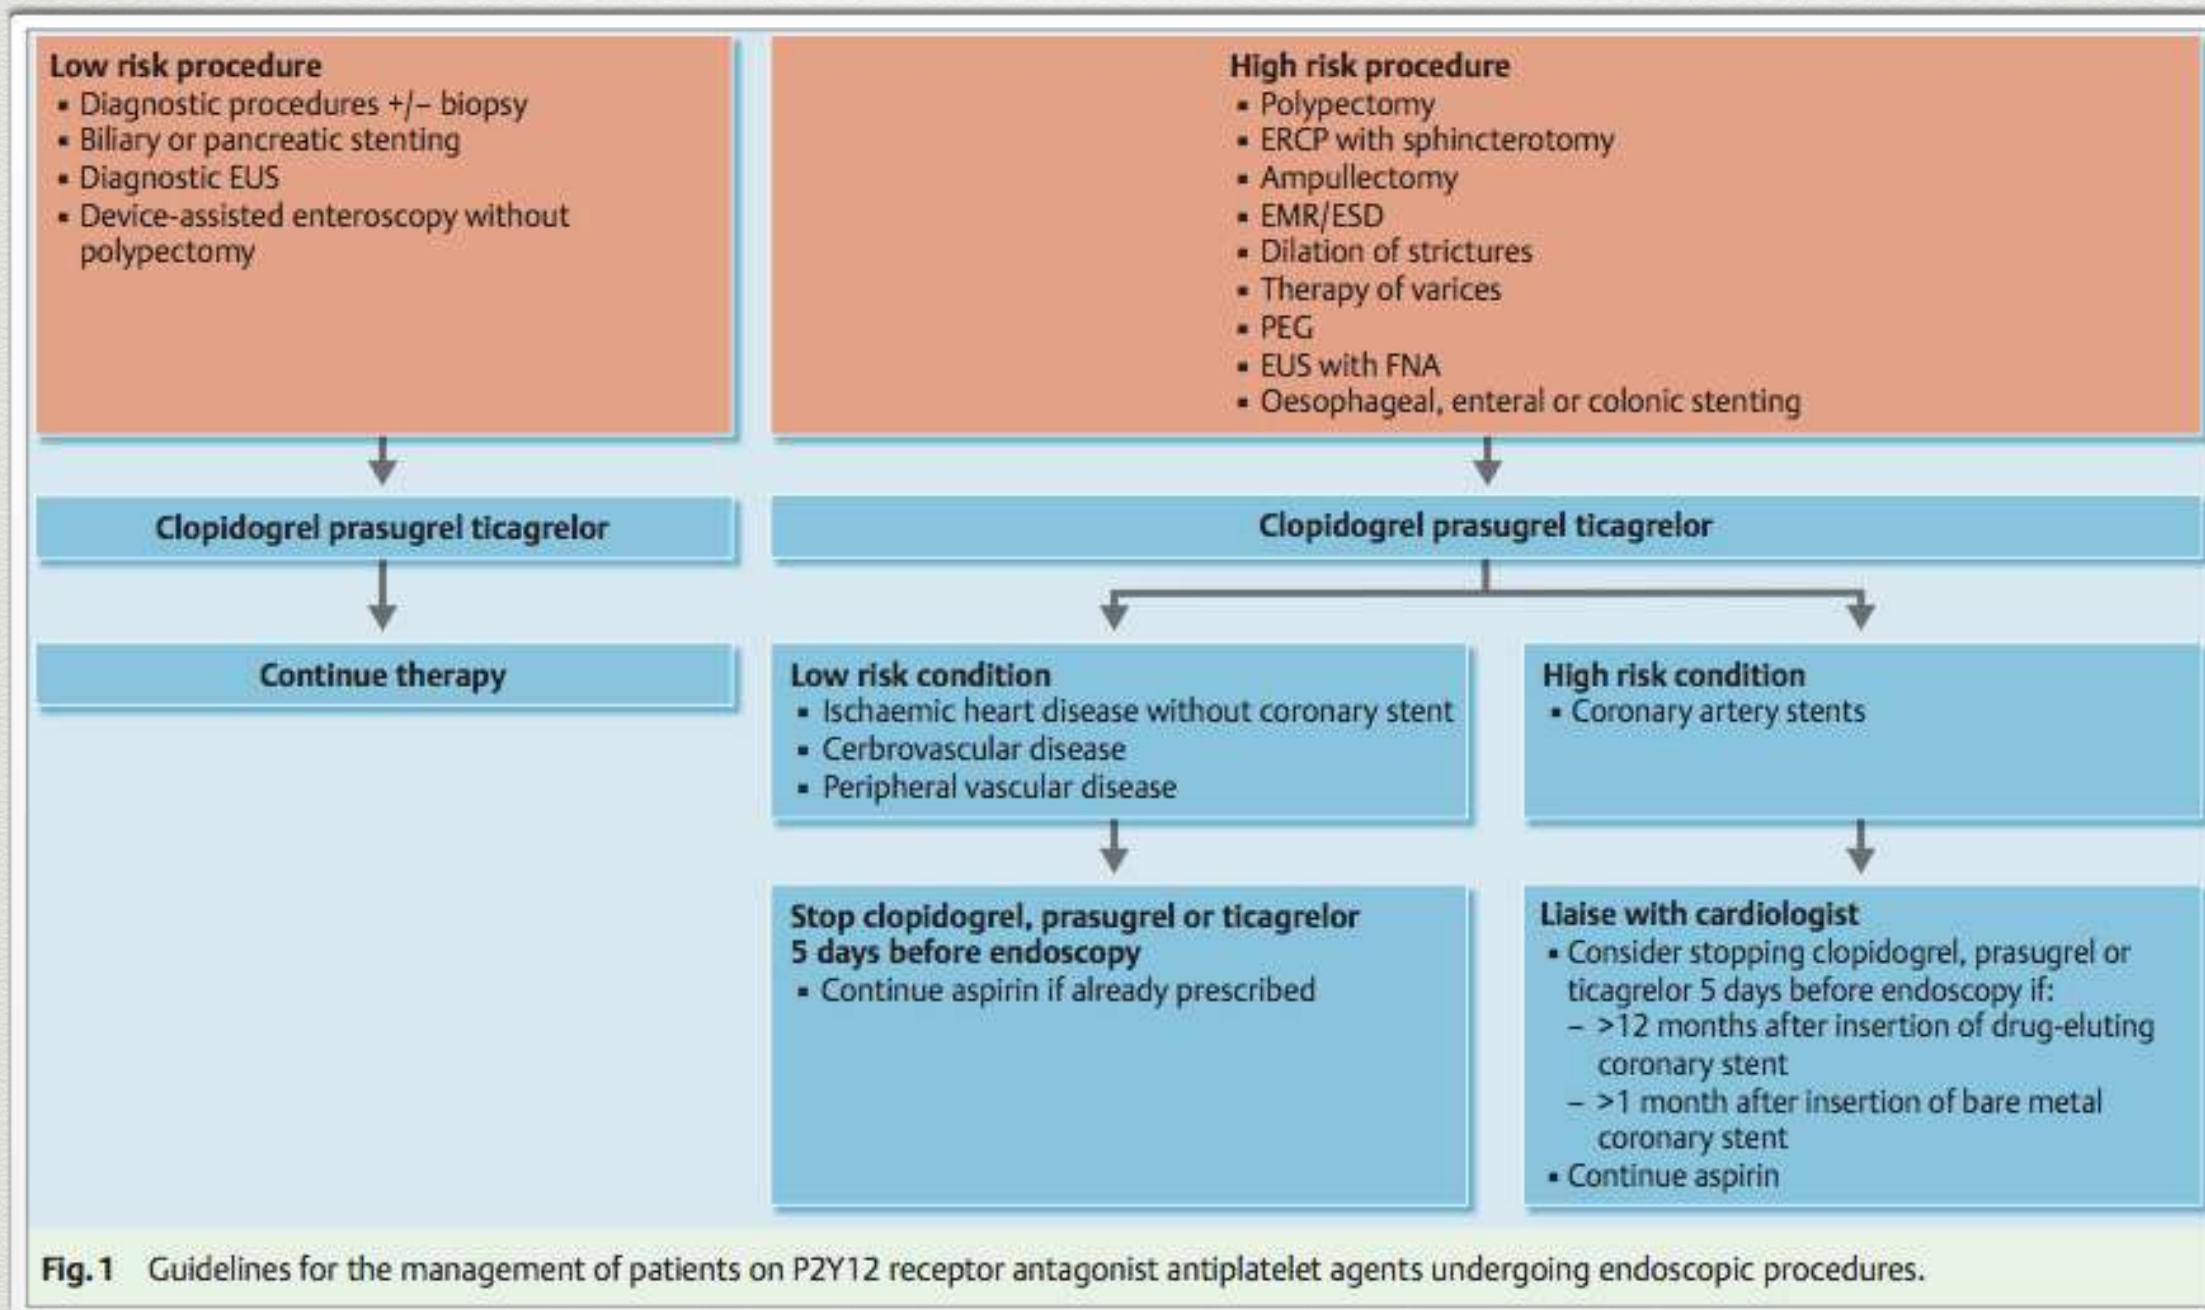 Low risk procedure
▪ Diagnostic procedures +/– biopsy
▪ Biliary or pancreatic stenting
▪ Diagnostic EUS
▪ Device-assisted enteroscopy without
polypectomy
High risk procedure
▪ Polypectomy
▪ ERCP with sphincterotomy
▪ Ampullectomy
▪ EMR/ESD
▪ Dilation of strictures
▪ Therapy of varices
▪ PEG
▪ EUS with FNA
▪ Oesophageal, enteral or colonic stenting
Clopidogrel prasugrel ticagrelor
Clopidogrel prasugrel ticagrelor
Continue therapy
Low risk condition
▪ Ischaemic heart disease without coronary stent
▪ Cerbrovascular disease
▪ Peripheral vascular disease
High risk condition
▪ Coronary artery stents
Stop clopidogrel, prasugrel or ticagrelor
5 days before endoscopy
▪ Continue aspirin if already prescribed
Liaise with cardiologist
▪ Consider stopping clopidogrel, prasugrel or
ticagrelor 5 days before endoscopy if:
– >12 months after insertion of drug-eluting
coronary stent
– >1 month after insertion of bare metal
coronary stent
▪ Continue aspirin
Fig. 1 Guidelines for the management of patients on P2Y12 receptor antagonist antiplatelet agents undergoing endoscopic procedures.